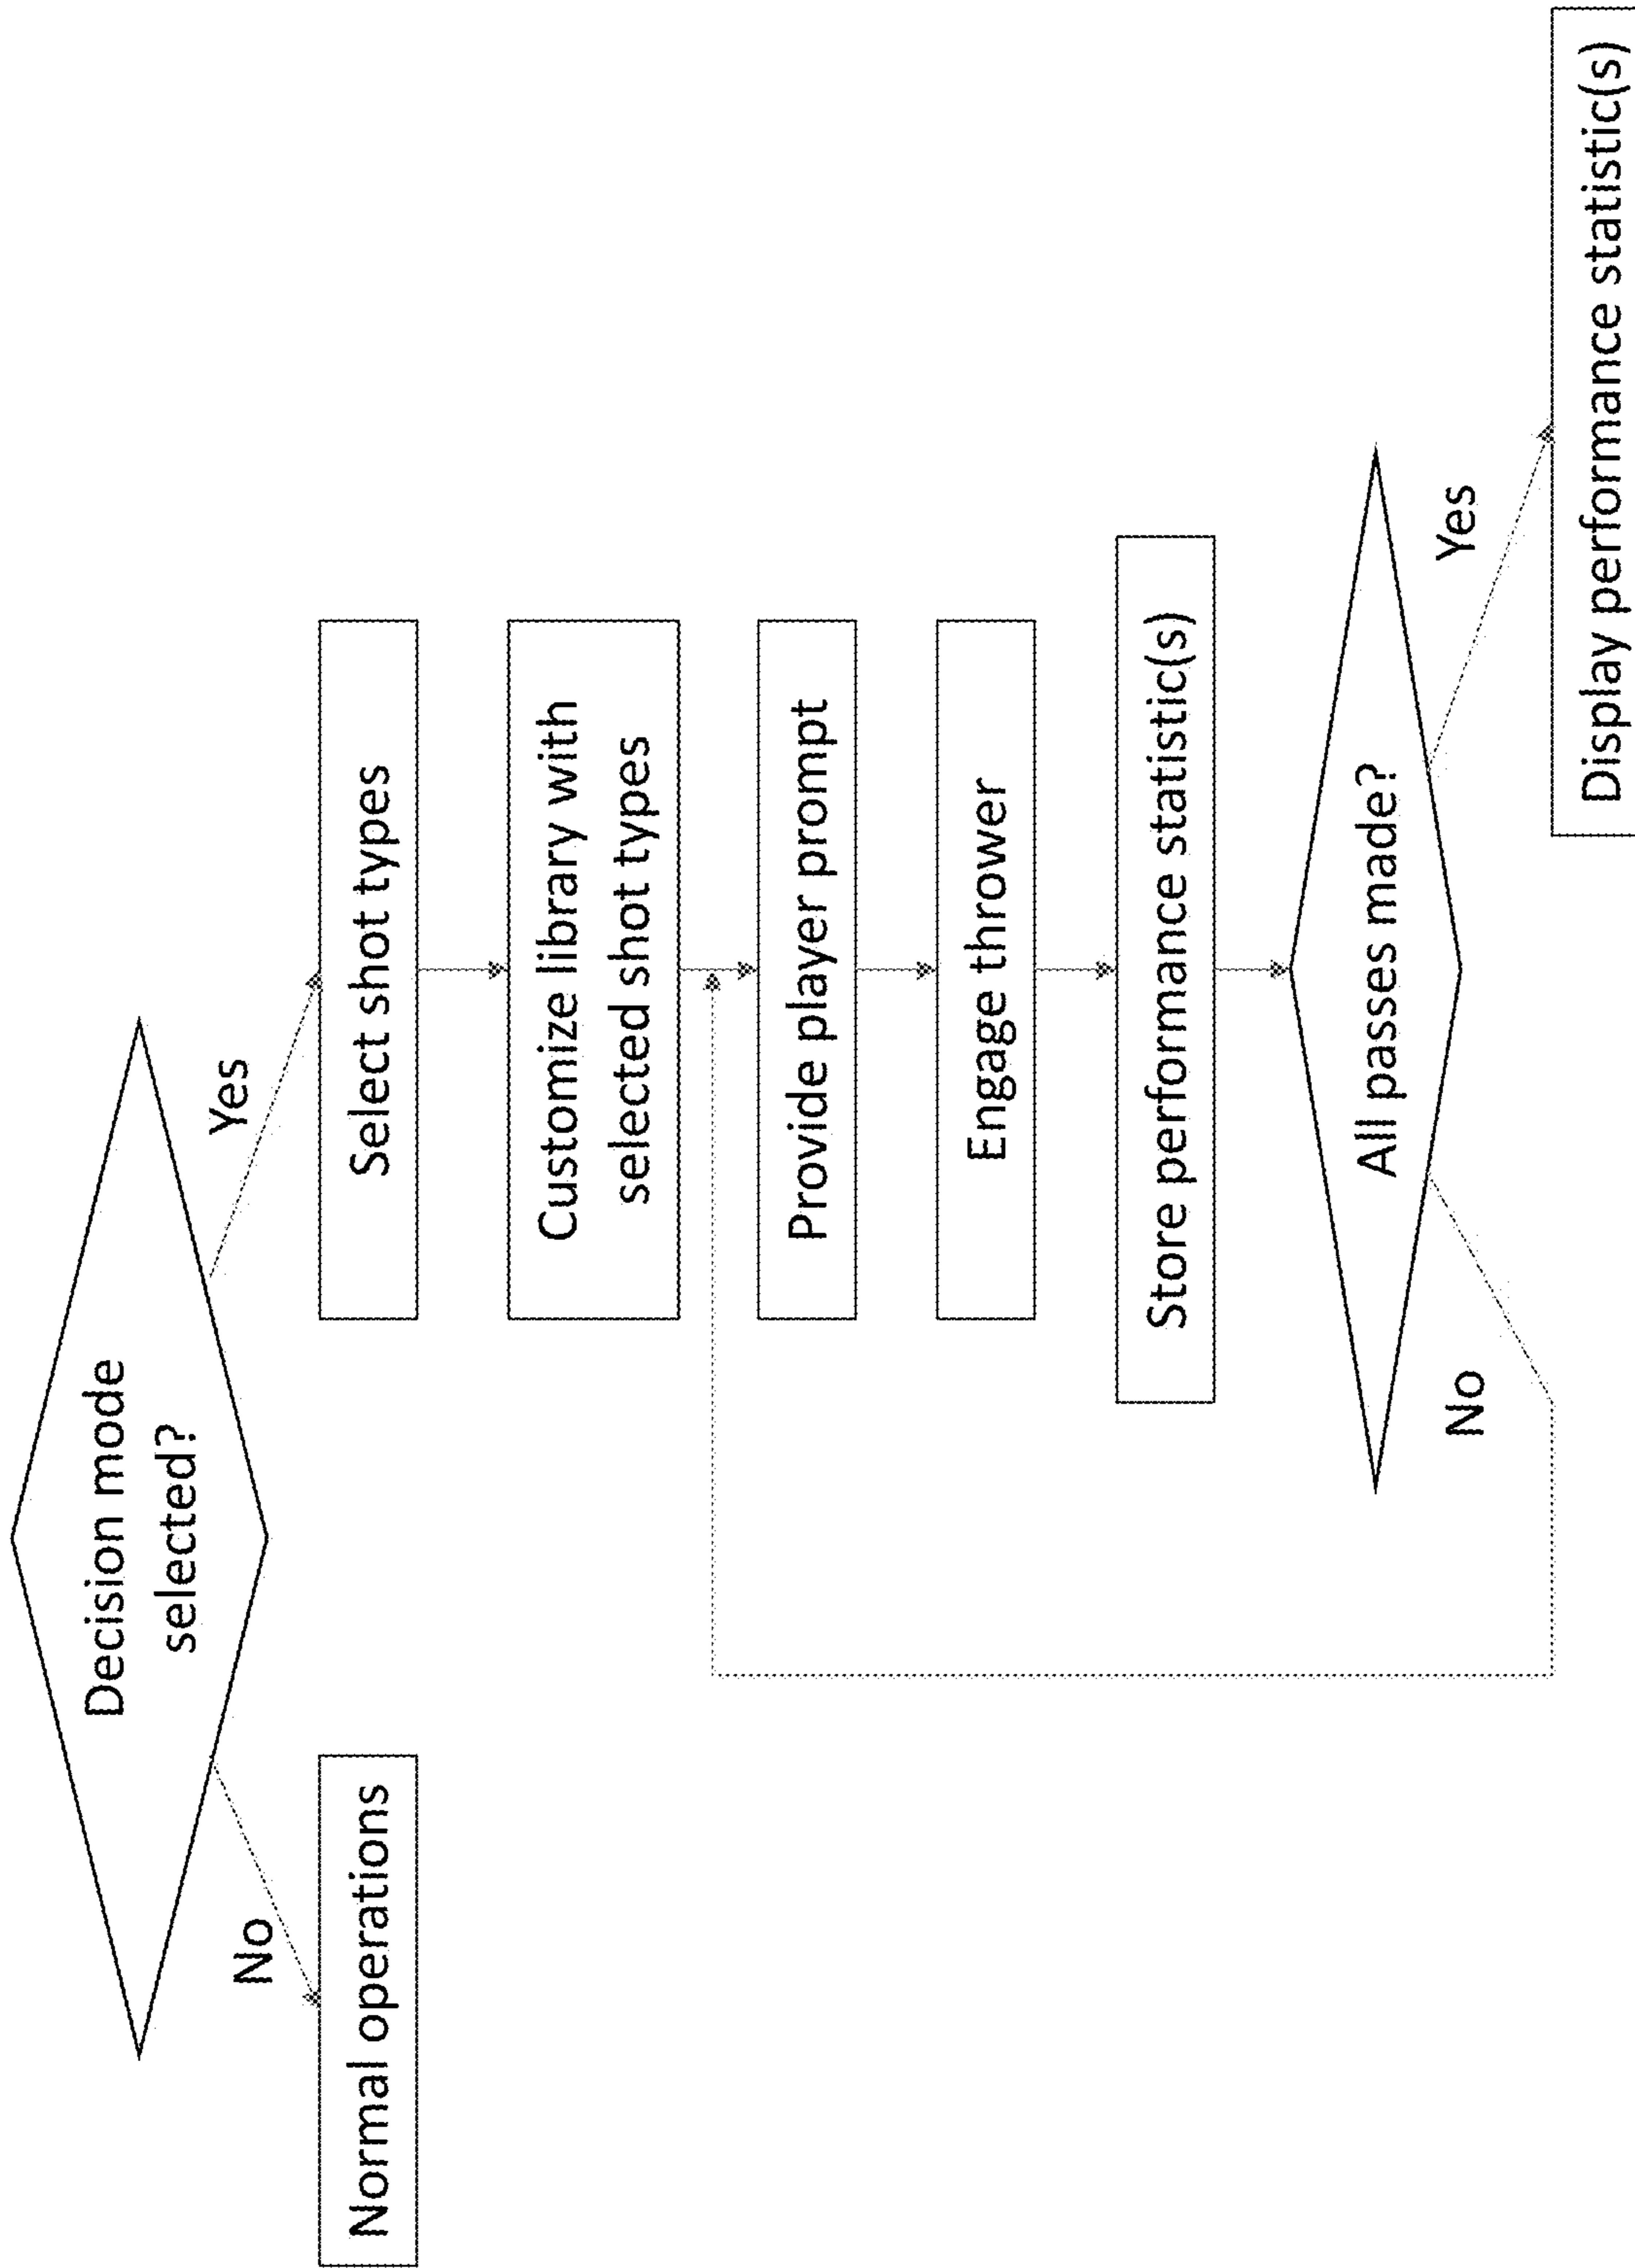 Decision mode
selected?
No
Yes
Normal operations
Select shot types
Customize library with
selected shot types
Provide player prompt
Engage thrower
Store performance statistic(s)
All passes made?
No
Yes
Display performance statistic(s)